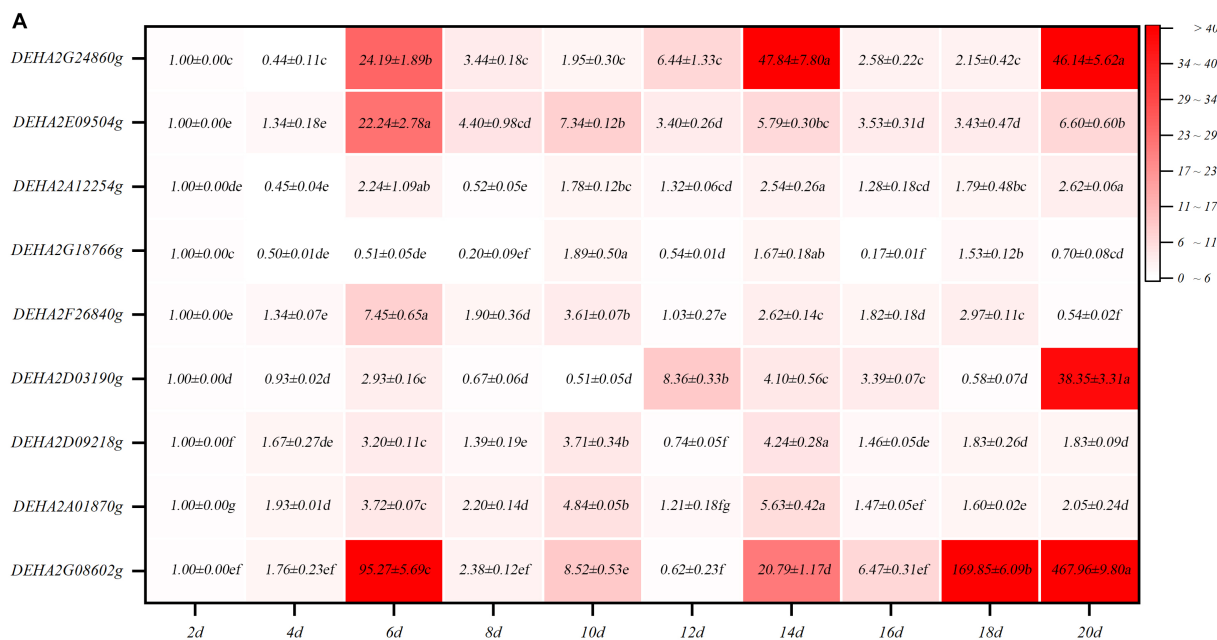 A
DEHA2G24860g 1.00±0.00c 0.44±0.11c 24.19±1.89b 3.44±0.18c 1.95±0.30c 6.44±1.33c 47.84±7.80a 2.58±0.22c 2.15±0.42c 46.14±5.62a
DEHA2E09504g 1.00±0.00e 1.34±0.18e 22.24±2.78a 4.40±0.98cd 7.34±0.12b 3.40±0.26d 5.79±0.30bc 3.53±0.31d 3.43±0.47d 6.60±0.60b
DEHA2A12254g 1.00±0.00de 0.45±0.04e 2.24±1.09ab 0.52±0.05e 1.78±0.12bc 1.32±0.06cd 2.54±0.26a 1.28±0.18cd 1.79±0.48bc 2.62±0.06a
DEHA2G18766g 1.00±0.00c 0.50±0.01de 0.51±0.05de 0.20±0.09ef 1.89±0.50a 0.54±0.01d 1.67±0.18ab 0.17±0.01f 1.53±0.12b 0.70±0.08cd
DEHA2F26840g 1.00±0.00e 1.34±0.07e 7.45±0.65a 1.90±0.36d 3.61±0.07b 1.03±0.27e 2.62±0.14c 1.82±0.18d 2.97±0.11c 0.54±0.02f
DEHA2D03190g 1.00±0.00d 0.93±0.02d 2.93±0.16c 0.67±0.06d 0.51±0.05d 8.36±0.33b 4.10±0.56c 3.39±0.07c 0.58±0.07d 38.35±3.31a
DEHA2D09218g 1.00±0.00f 1.67±0.27de 3.20±0.11c 1.39±0.19e 3.71±0.34b 0.74±0.05f 4.24±0.28a 1.46±0.05de 1.83±0.26d 1.83±0.09d
DEHA2A01870g 1.00±0.00g 1.93±0.01d 3.72±0.07c 2.20±0.14d 4.84±0.05b 1.21±0.18fg 5.63±0.42a 1.47±0.05ef 1.60±0.02e 2.05±0.24d
DEHA2G08602g 1.00±0.00ef 1.76±0.23ef 95.27±5.69c 2.38±0.12ef 8.52±0.53e 0.62±0.23f 20.79±1.17d 6.47±0.31ef 169.85±6.09b 467.96±9.80a
2d 4d 6d 8d 10d 12d 14d 16d 18d 20d
> 40
34 ~ 40
29 ~ 34
23 ~ 29
17 ~ 23
11 ~ 17
6 ~ 11
0 ~ 6